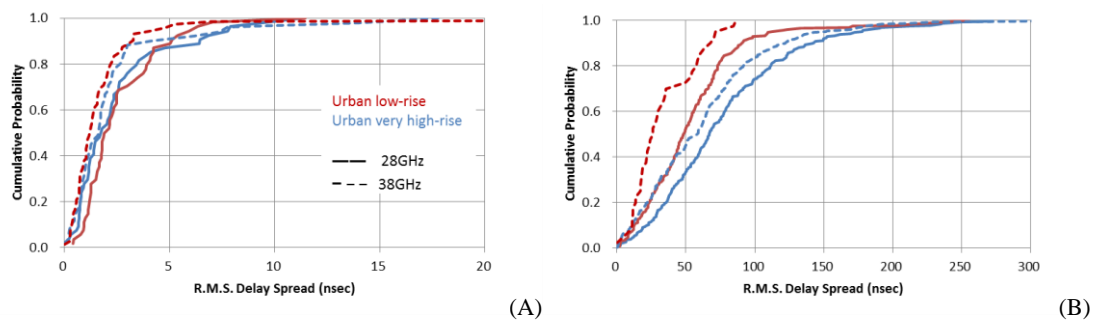 1.0
0.8
0.6
0.4
0.2
0.0
Cumulative Probability
0
5
10
15
20
R.M.S. Delay Spread (nsec)
Urban low-rise
Urban very high-rise
28GHz
38GHz
(A)
1.0
0.8
0.6
0.4
0.2
0.0
Cumulative Probability
0
50
100
150
200
250
300
R.M.S. Delay Spread (nsec)
(B)